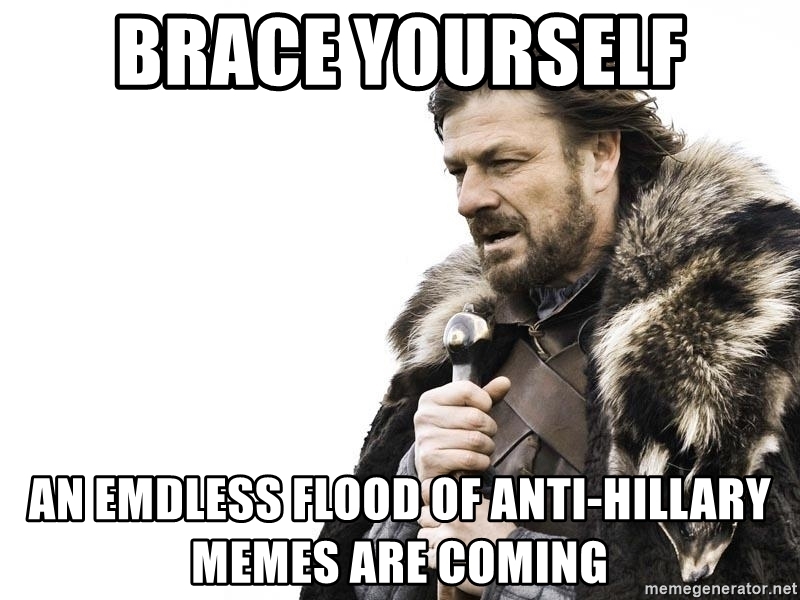 BRACE YOURSELF
AN EMDLESS FLOOD OF ANTI-HILLARY
MEMES ARE COMING
memegenerator.net